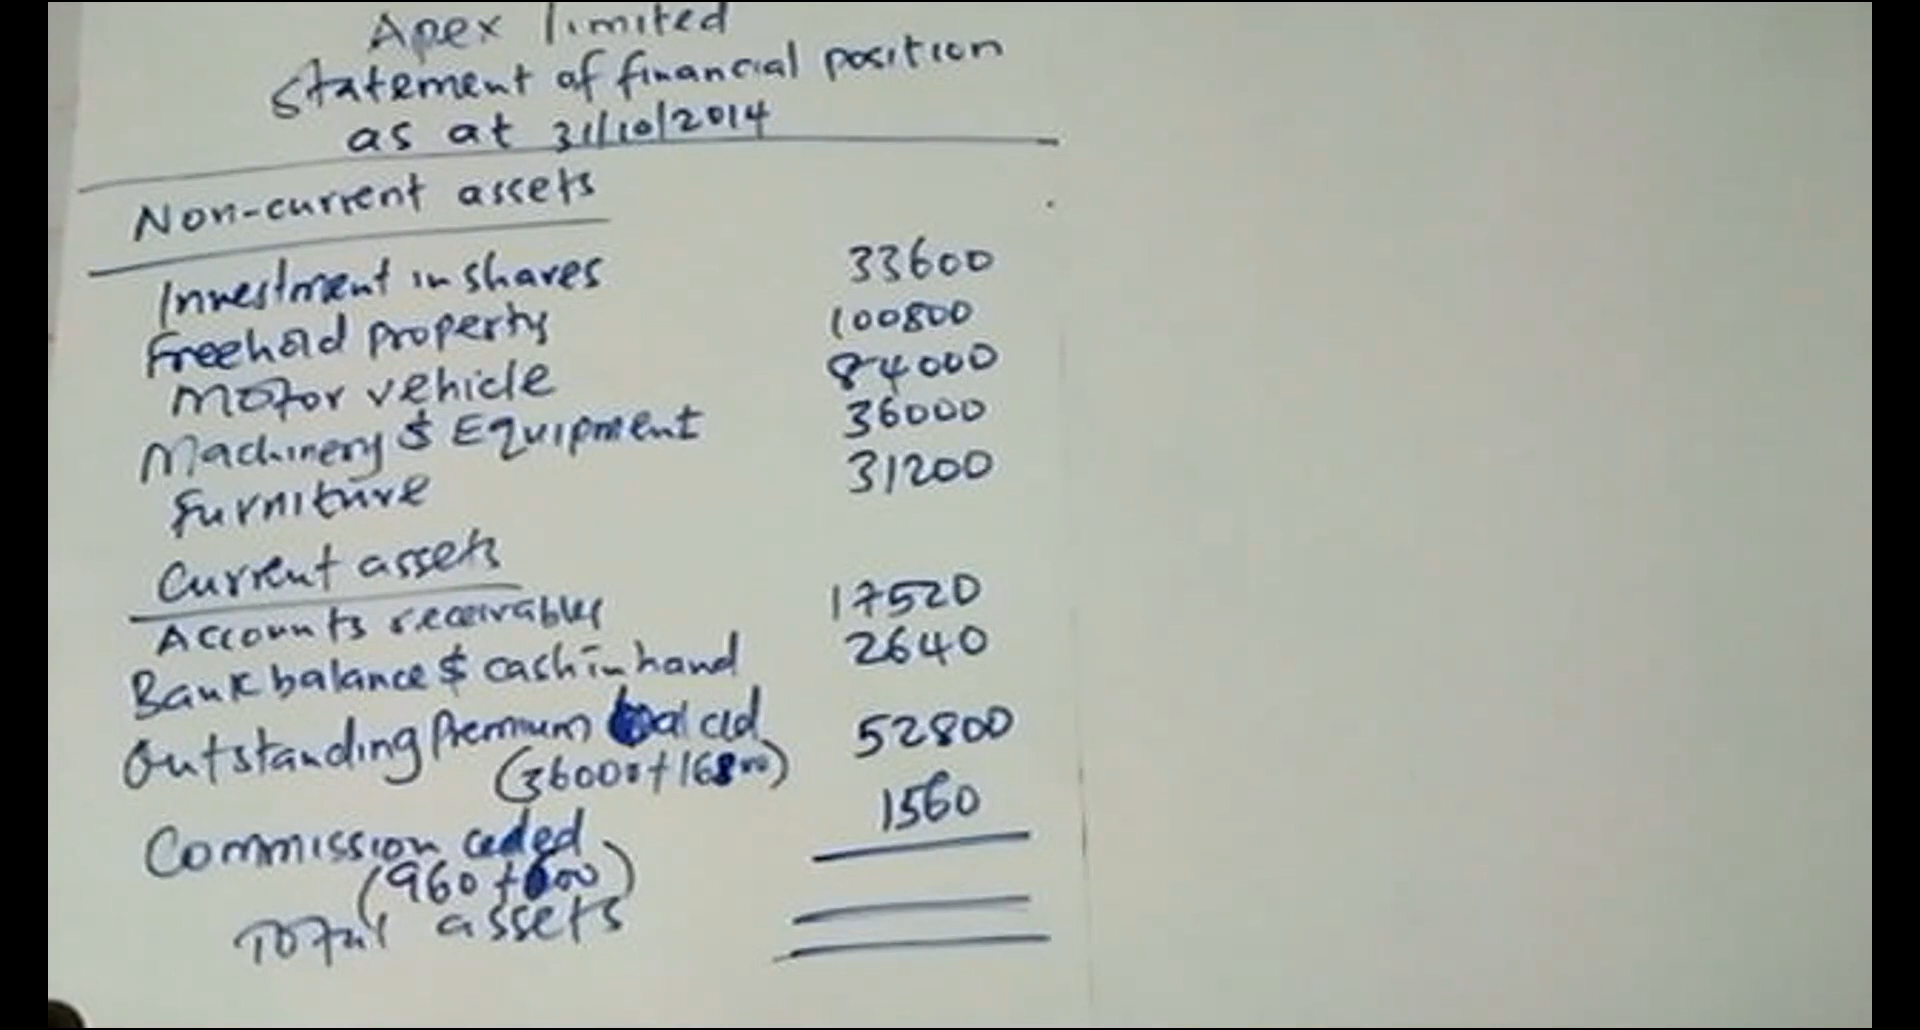 Apex limited
Statement of financial position
as at 31/10/2014
Non-current assets
Investment in shares 33600
Freehold property 100800
Motor vehicle 84000
Machinery & Equipment 36000
Furniture 31200
Current assets
Accounts receivables 17520
Bank balance & cash in hand 2640
Outstanding Premium bal c/d 52800
(36000+16800)
Commission ceded 1560
(960+600)
Total assets